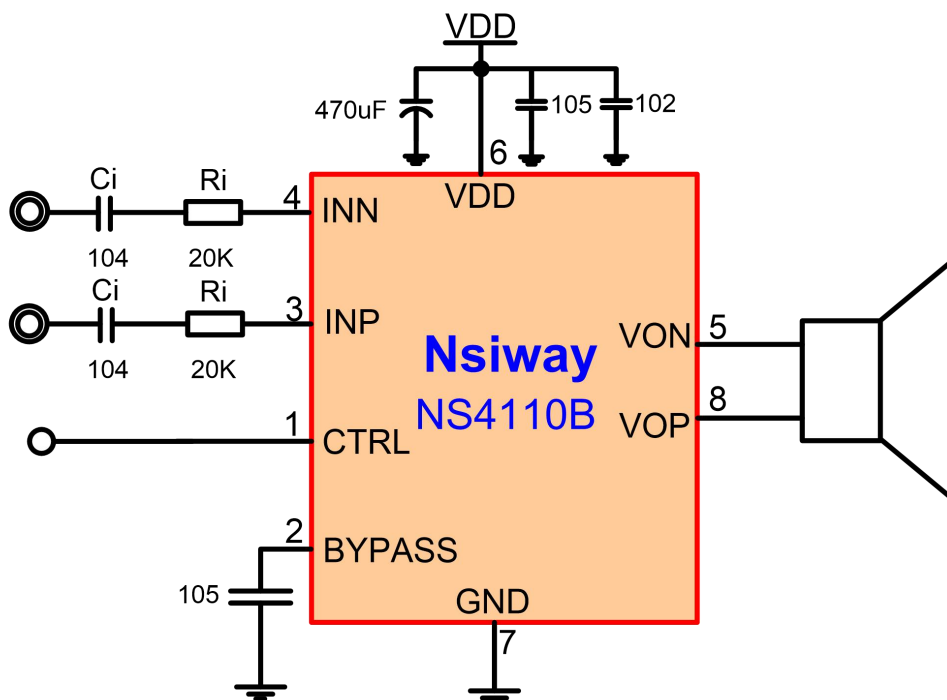 VDD
470uF
105
102
6
VDD
Ci
Ri
4
INN
104
20K
Ci
Ri
3
INP
104
20K
Nsiway
NS4110B
VON
5
VOP
8
1
CTRL
2
BYPASS
105
GND
7